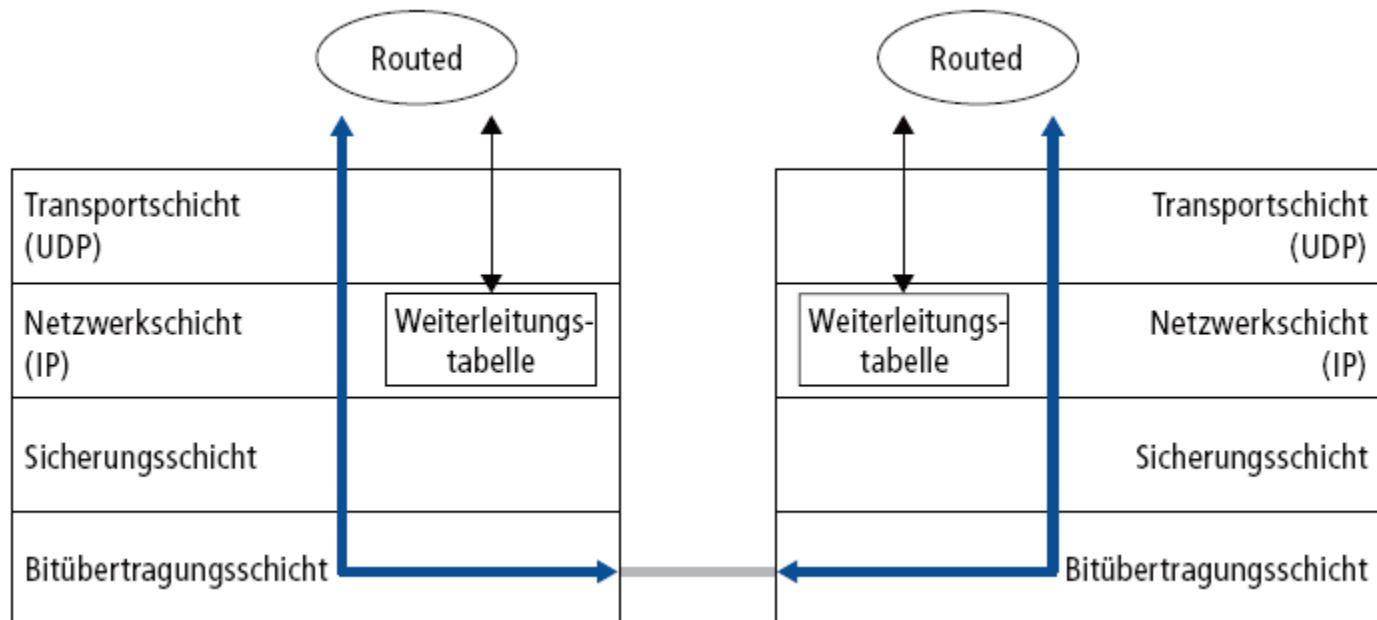 Routed
Routed
Transportschicht
(UDP)
Transportschicht
(UDP)
Netzwerkschicht
(IP)
Weiterleitungs-
tabelle
Weiterleitungs-
tabelle
Netzwerkschicht
(IP)
Sicherungsschicht
Sicherungsschicht
Bitübertragungsschicht
Bitübertragungsschicht